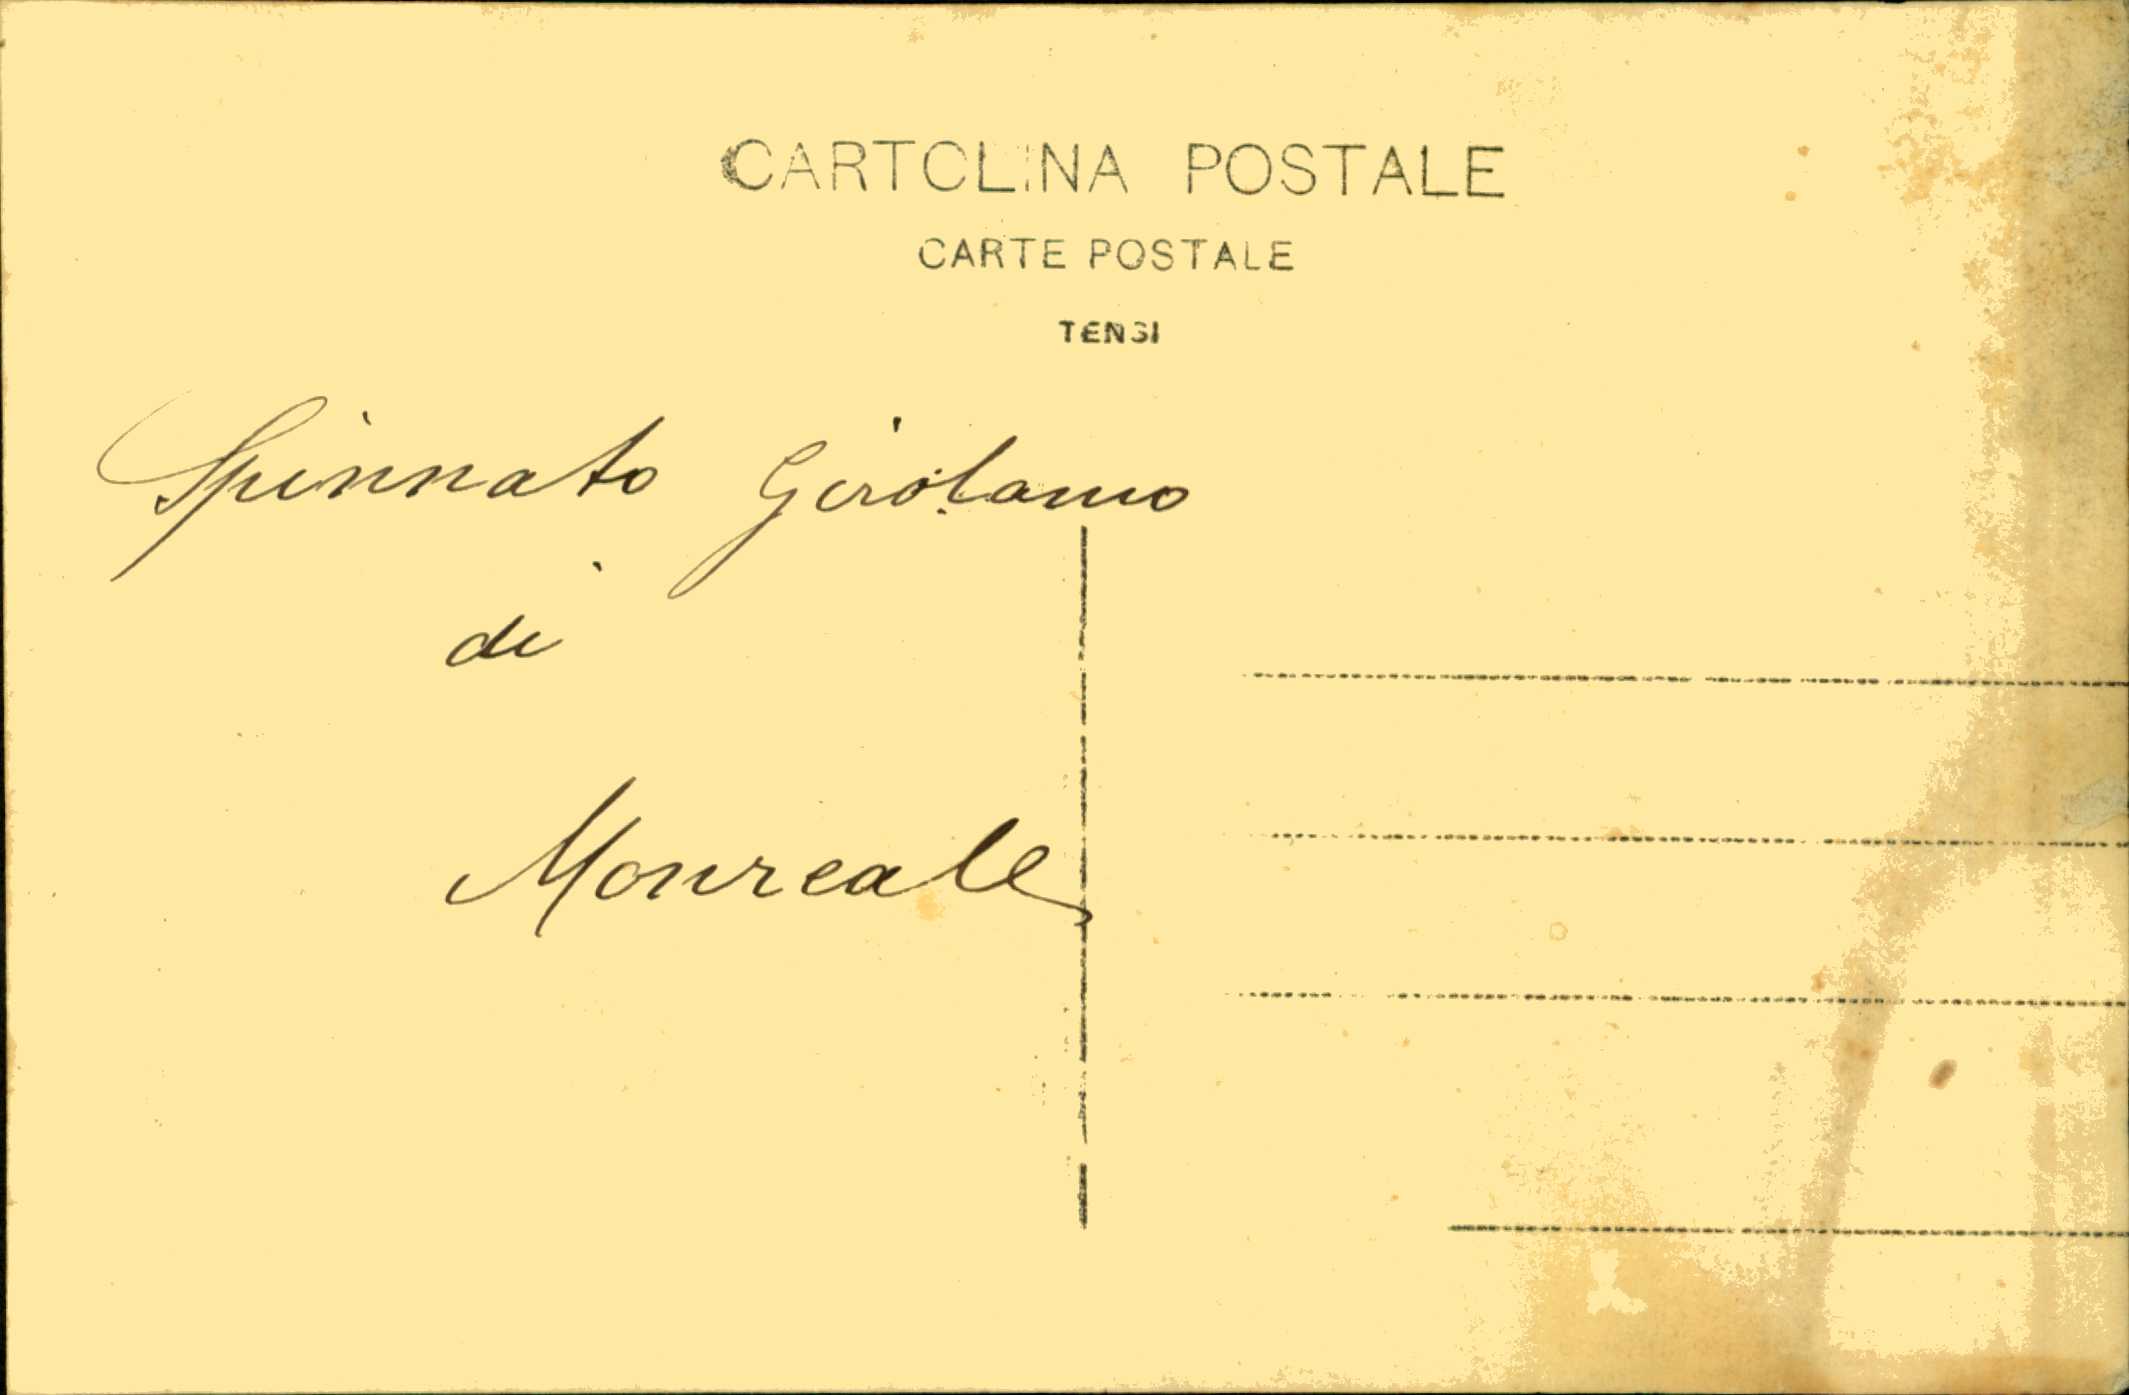 CARTOLINA POSTALE
CARTE POSTALE
TENSI
Spinnato Girolamo
di
Monreale